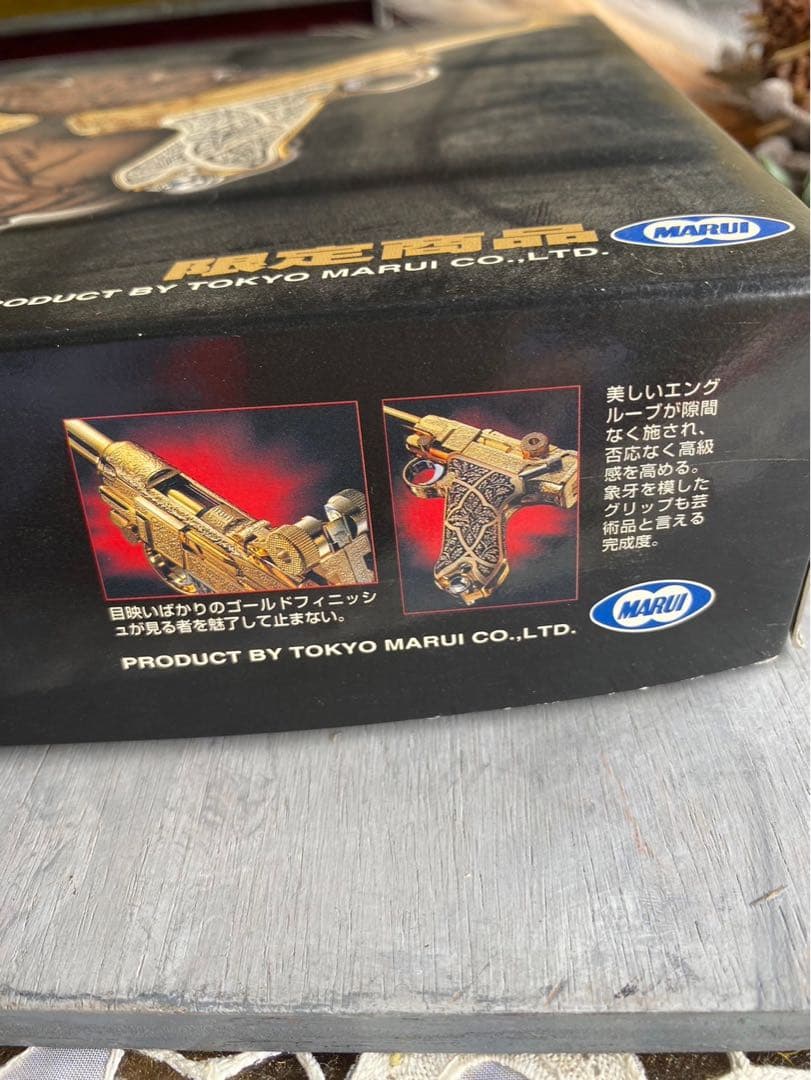 限定商品
MARUI
PRODUCT BY TOKYO MARUI CO.,LTD.
美しいエング
ルーブが隙間
なく施され、
否応なく高級
感を高める。
象牙を模した
グリップも芸
術品と言える
完成度。
目映いばかりのゴールドフィニッシ
ュが見る者を魅了して止まない。
MARUI
PRODUCT BY TOKYO MARUI CO.,LTD.